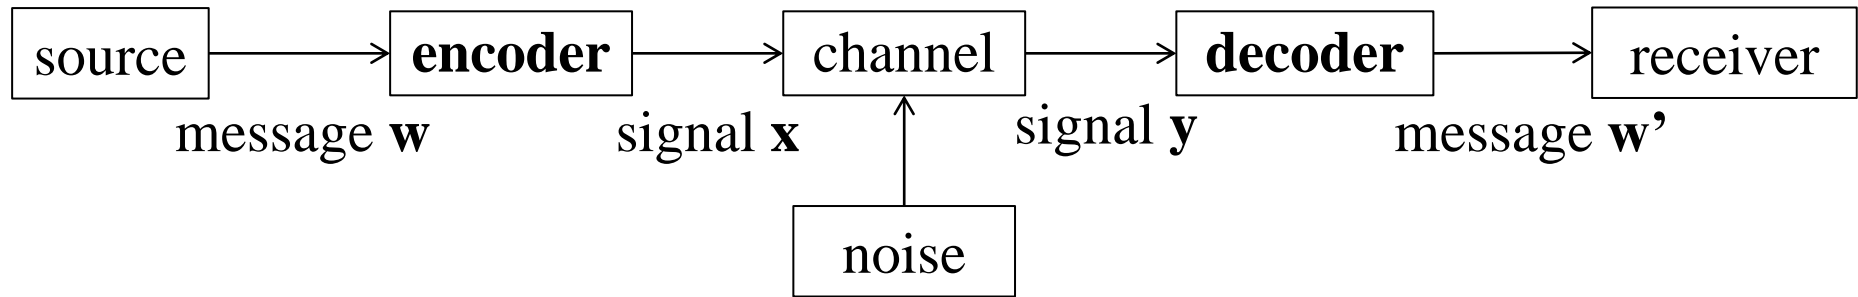 source
encoder
channel
decoder
receiver
message w
signal x
signal y
message w’
noise